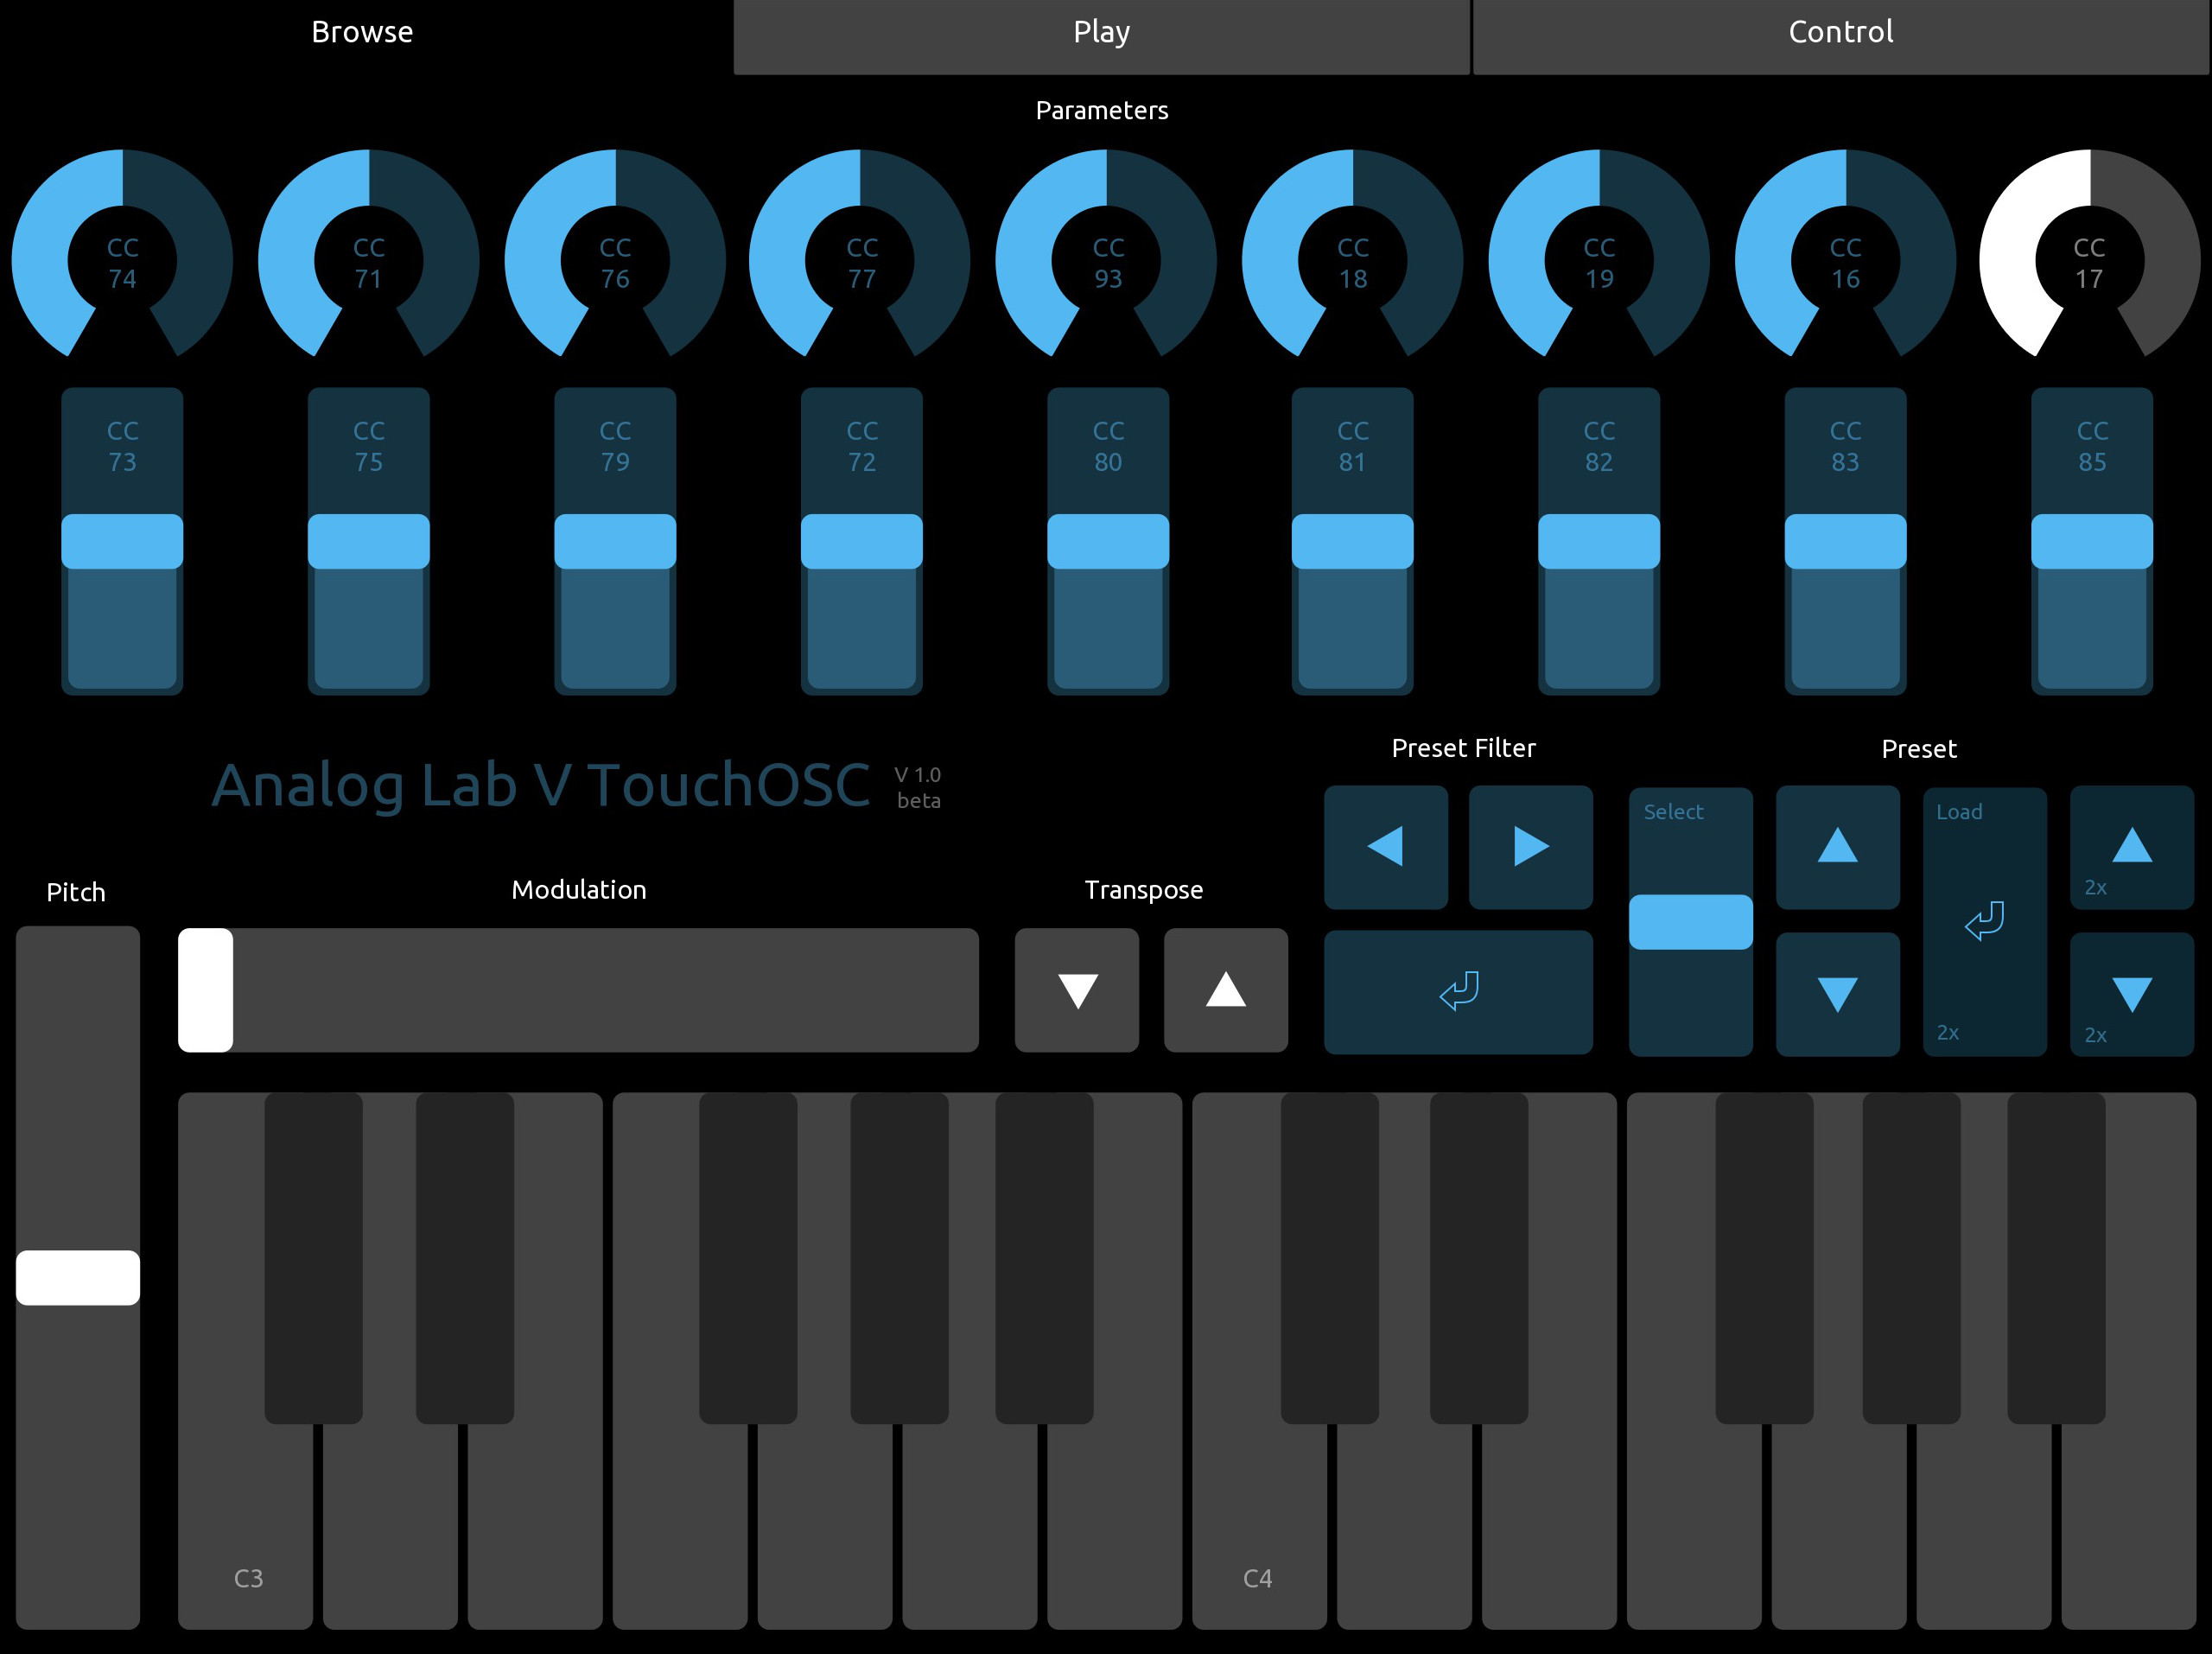 Browse
Play
Control
Parameters
CC
74
CC
71
CC
76
CC
77
CC
93
CC
18
CC
19
CC
16
CC
17
CC
73
CC
75
CC
79
CC
72
CC
80
CC
81
CC
82
CC
83
CC
85
Analog Lab V TouchOSC
V 1.0
beta
Preset Filter
Preset
Select
Load
2x
2x
2x
Pitch
Modulation
Transpose
C3
C4